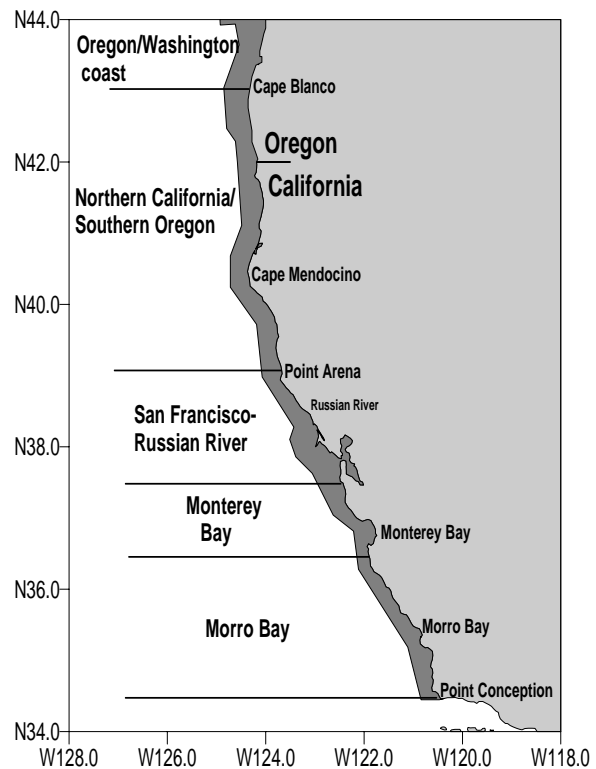 N44.0
Oregon/Washington
coast
Cape Blanco
Oregon
N42.0
California
Northern California/
Southern Oregon
Cape Mendocino
N40.0
Point Arena
Russian River
San Francisco-
Russian River
N38.0
Monterey
Bay
Monterey Bay
N36.0
Morro Bay
Morro Bay
Point Conception
N34.0
W128.0 W126.0 W124.0 W122.0 W120.0 W118.0